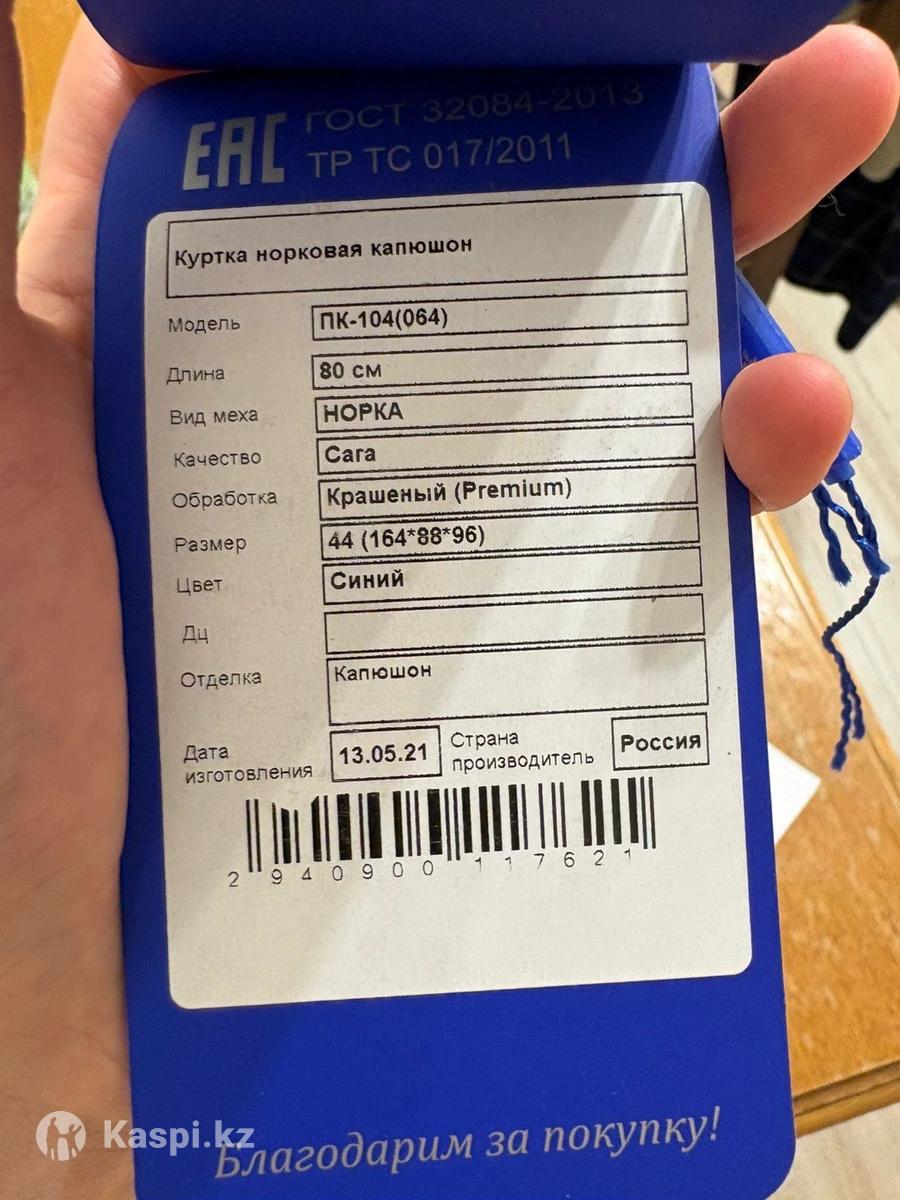 EAC ГОСТ 32084-2013
ТР ТС 017/2011
Куртка норковая капюшон
Модель ПК-104(064)
Длина 80 см
Вид меха НОРКА
Качество Сага
Обработка Крашеный (Premium)
Размер 44 (164*88*96)
Цвет Синий
Дц
Отделка Капюшон
Дата изготовления 13.05.21 Страна производитель Россия
2 940900 117621
Kaspi.kz
Благодарим за покупку!